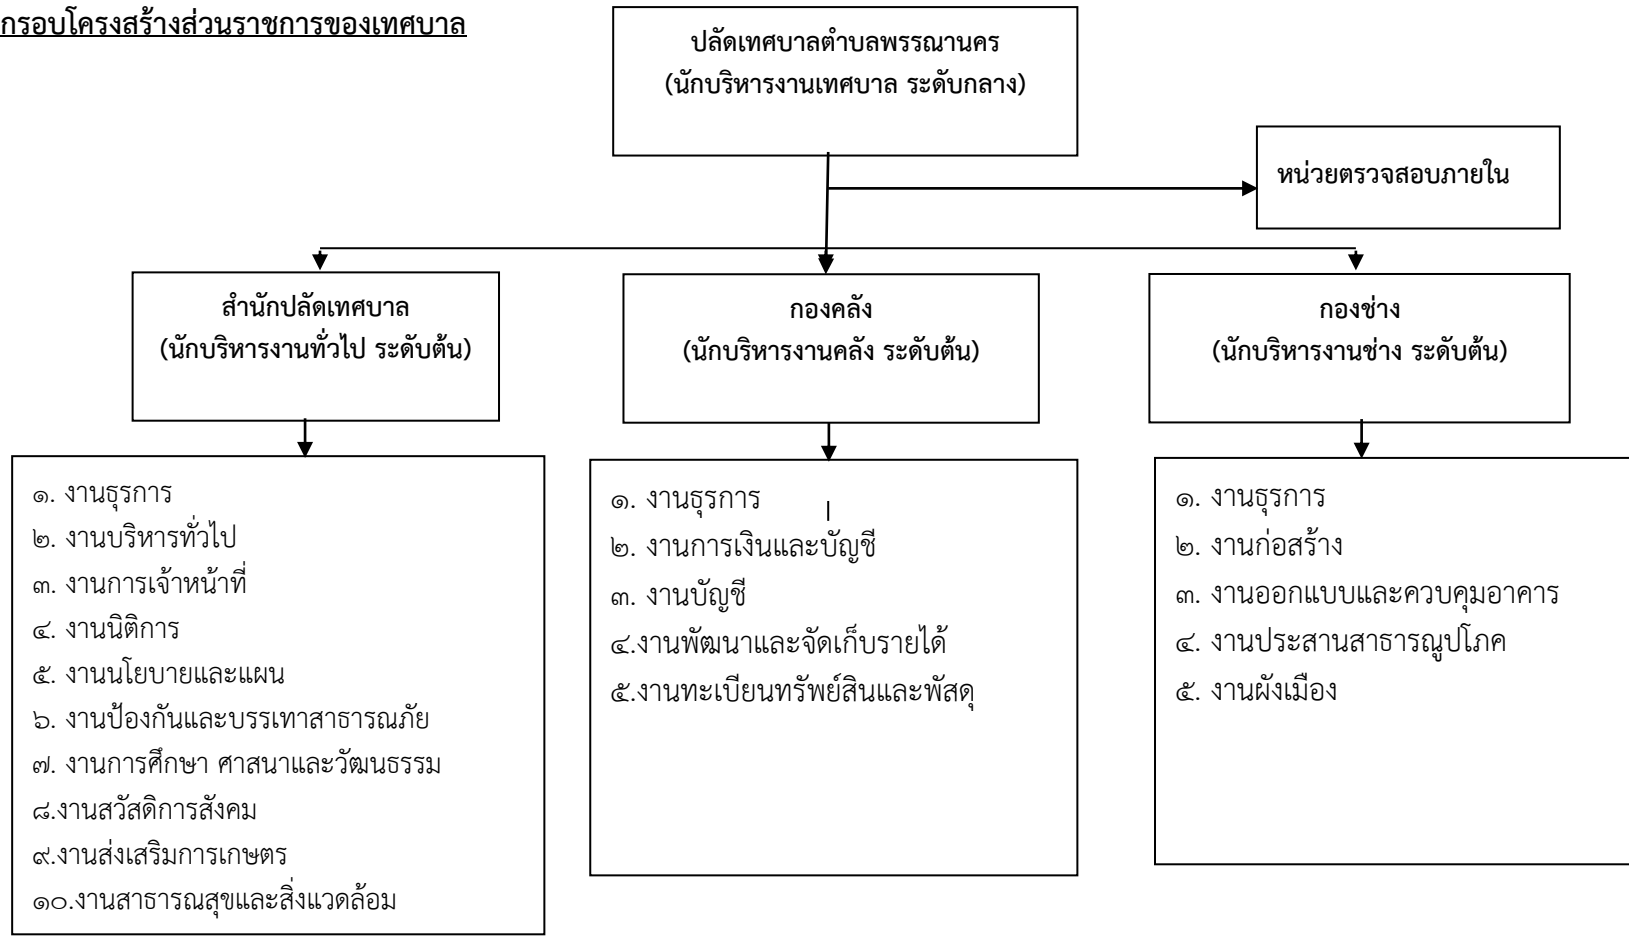 กรอบโครงสร้างส่วนราชการของเทศบาล
ปลัดเทศบาลตำบลพรรณานคร
(นักบริหารงานเทศบาล ระดับกลาง)
หน่วยตรวจสอบภายใน
สำนักปลัดเทศบาล
(นักบริหารงานทั่วไป ระดับต้น)
กองคลัง
(นักบริหารงานคลัง ระดับต้น)
กองช่าง
(นักบริหารงานช่าง ระดับต้น)
๑. งานธุรการ
๒. งานบริหารทั่วไป
๓. งานการเจ้าหน้าที่
๔. งานนิติการ
๕. งานนโยบายและแผน
๖. งานป้องกันและบรรเทาสาธารณภัย
๗. งานการศึกษา ศาสนาและวัฒนธรรม
๘.งานสวัสดิการสังคม
๙.งานส่งเสริมการเกษตร
๑๐.งานสาธารณสุขและสิ่งแวดล้อม
๑. งานธุรการ
๒. งานการเงินและบัญชี
๓. งานบัญชี
๔.งานพัฒนาและจัดเก็บรายได้
๕.งานทะเบียนทรัพย์สินและพัสดุ
๑. งานธุรการ
๒. งานก่อสร้าง
๓. งานออกแบบและควบคุมอาคาร
๔. งานประสานสาธารณูปโภค
๕. งานผังเมือง